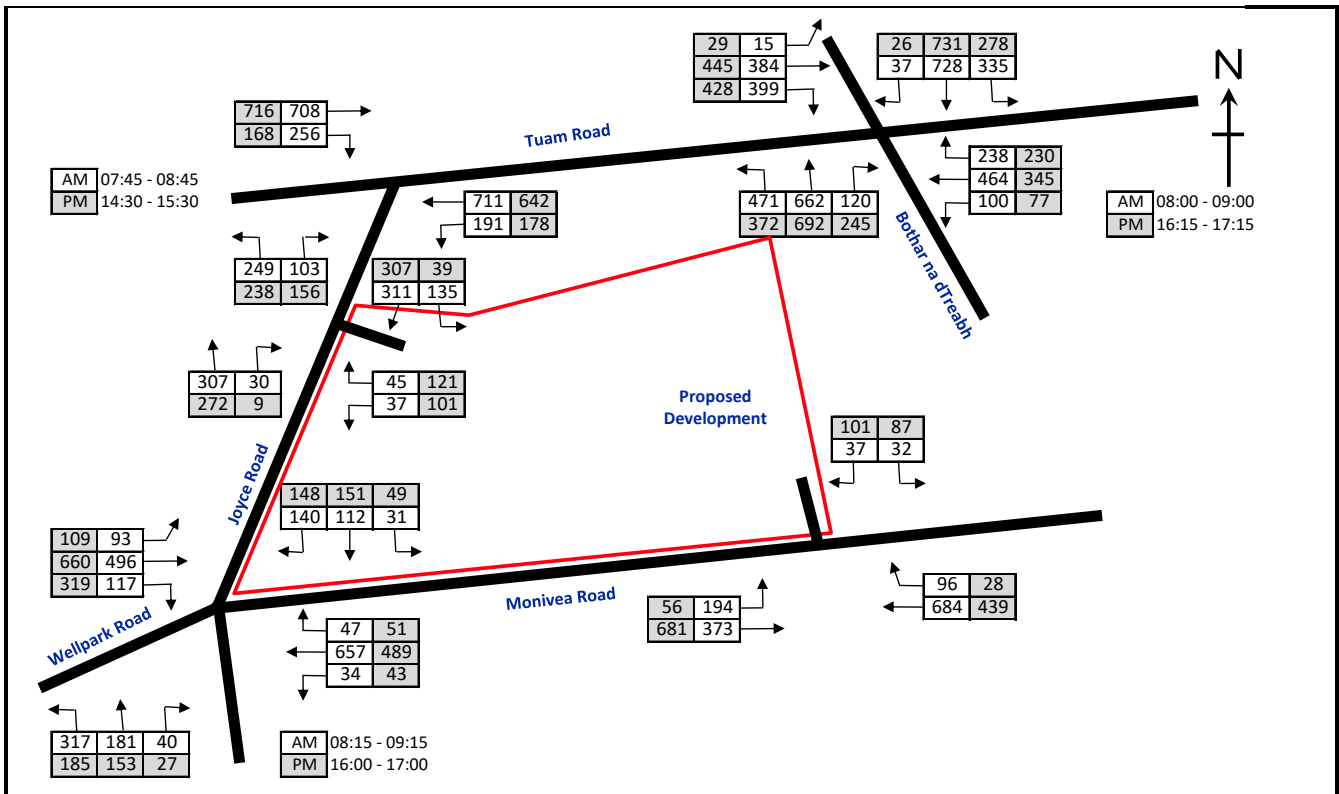 29 15
445 384
428 399
26 731 278
37 728 335
N
716 708
168 256
Tuam Road
238 230
464 345
100 77
AM 07:45 - 08:45
PM 14:30 - 15:30
711 642
191 178
471 662 120
372 692 245
AM 08:00 - 09:00
PM 16:15 - 17:15
Bothar na dTreabh
249 103
238 156
307 39
311 135
307 30
272 9
45 121
37 101
Proposed
Development
101 87
37 32
Joyce Road
148 151 49
140 112 31
109 93
660 496
319 117
Monivea Road
56 194
681 373
96 28
684 439
Wellpark Road
47 51
657 489
34 43
317 181 40
185 153 27
AM 08:15 - 09:15
PM 16:00 - 17:00